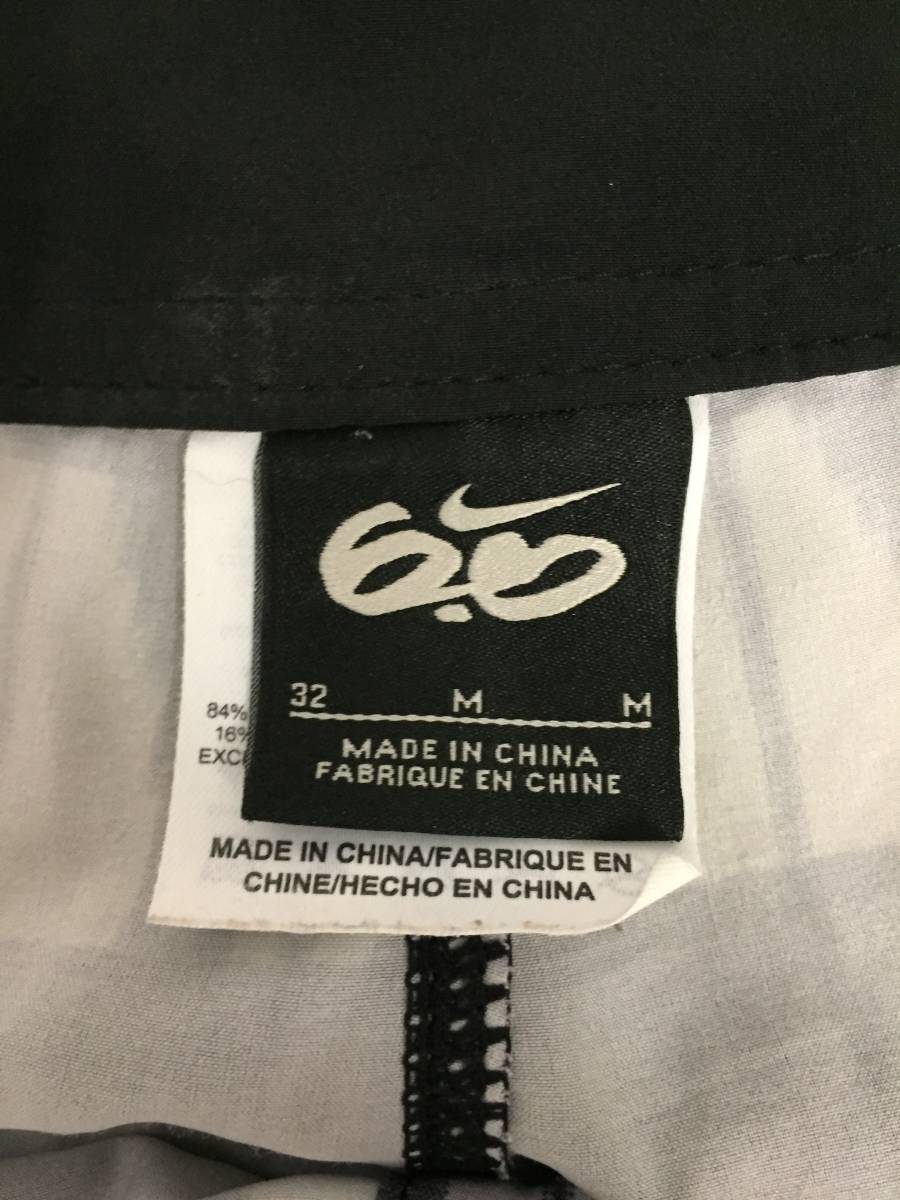 6.0
32 M M
MADE IN CHINA
FABRIQUE EN CHINE
84%
16%
MADE IN CHINA/FABRIQUE EN
CHINE/HECHO EN CHINA